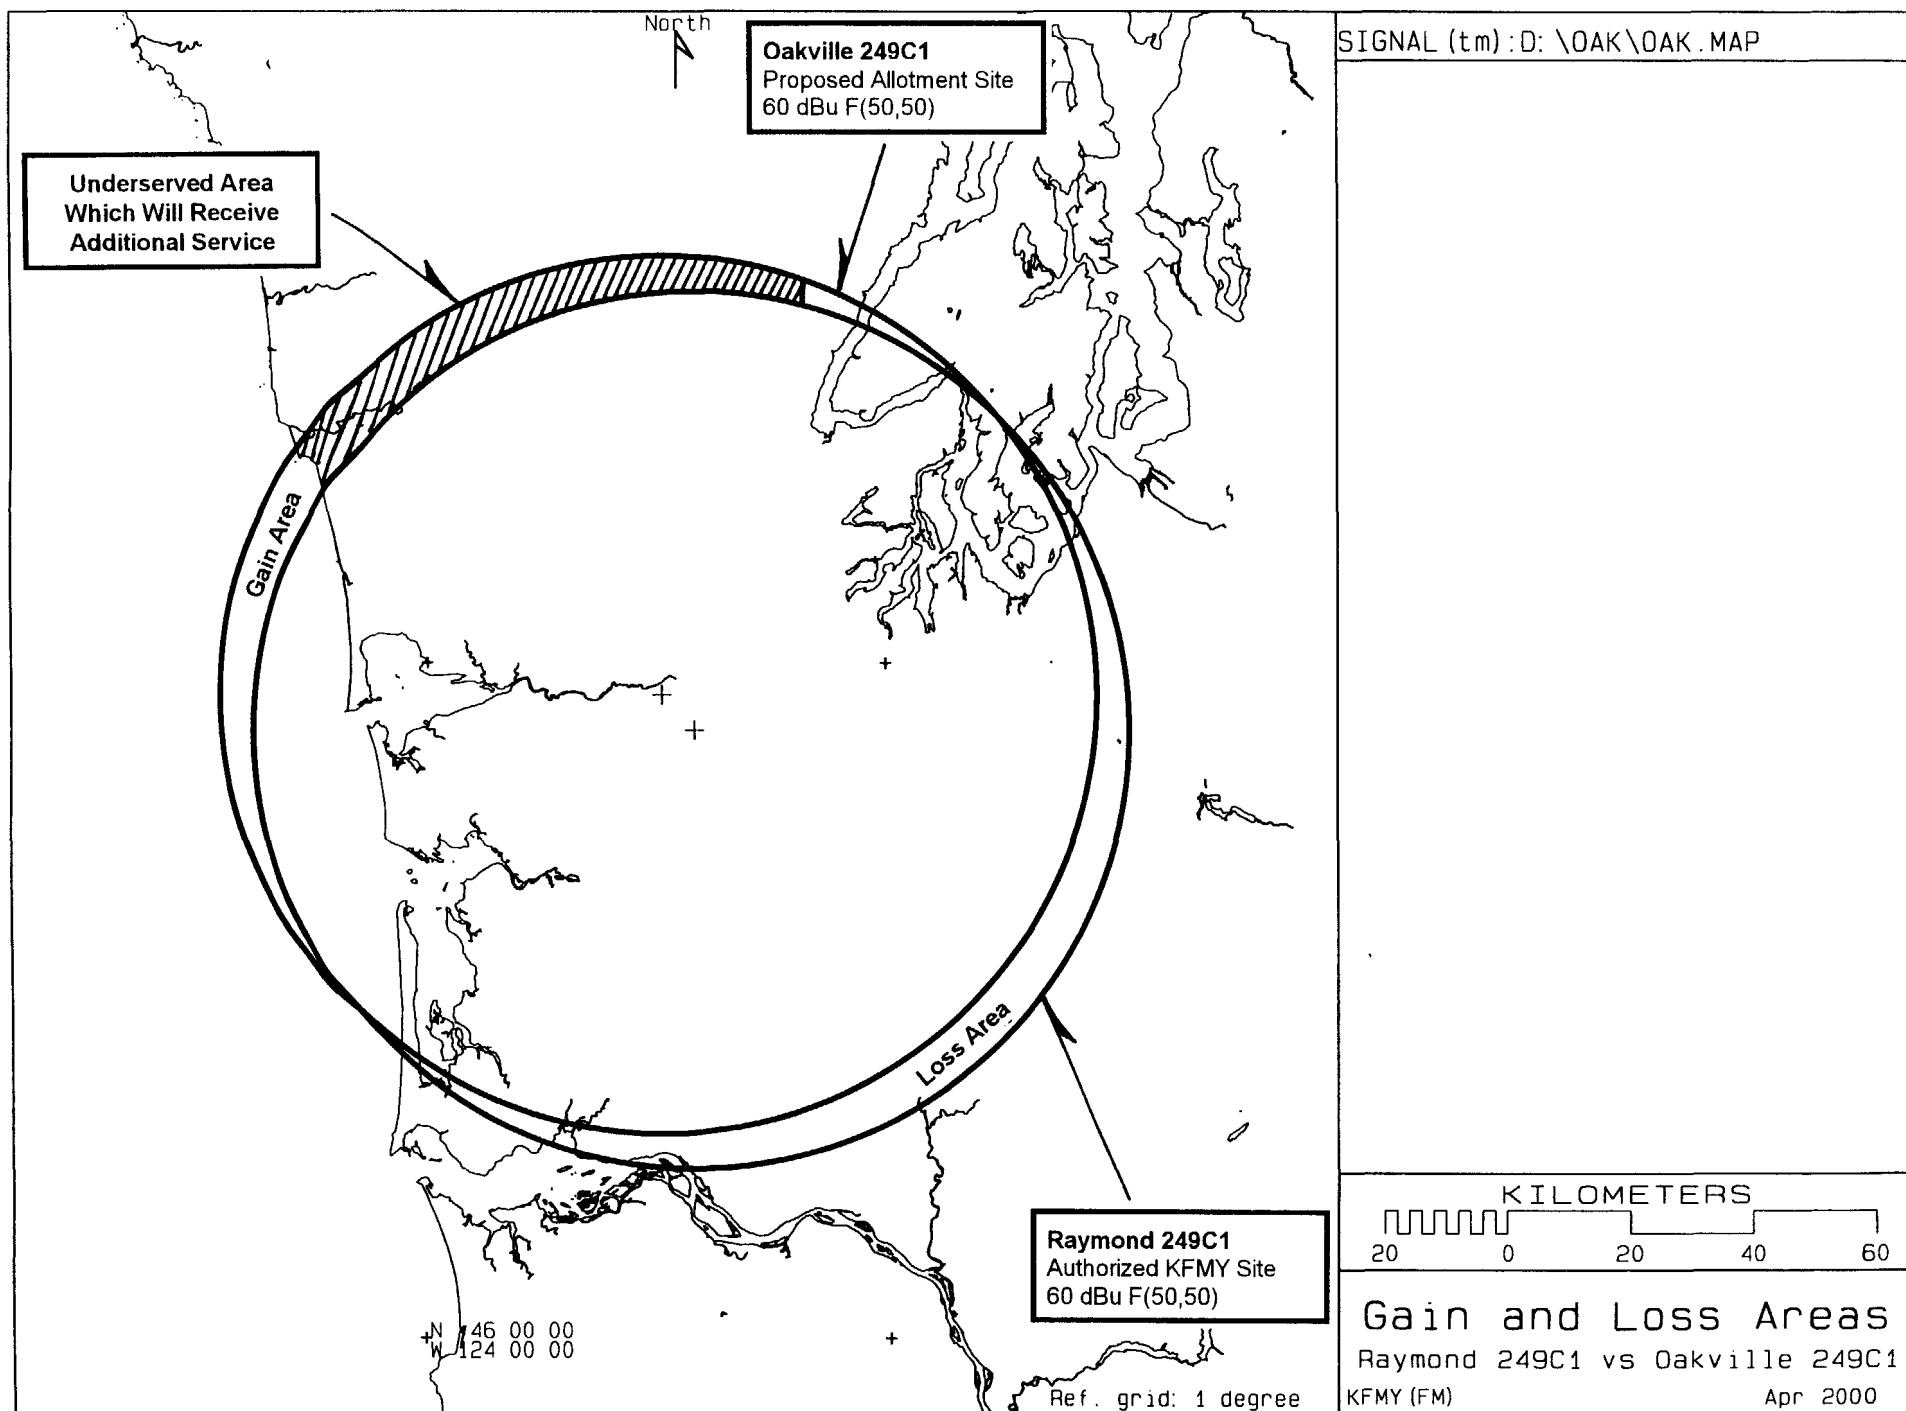 North
SIGNAL (tm) : D: \OAK\OAK.MAP
Oakville 249C1
Proposed Allotment Site
60 dBu F(50,50)
Underserved Area
Which Will Receive
Additional Service
Gain Area
Loss Area
Raymond 249C1
Authorized KFMY Site
60 dBu F(50,50)
N 46 00 00
W 124 00 00
Ref. grid: 1 degree
KILOMETERS
20 0 20 40 60
Gain and Loss Areas
Raymond 249C1 vs Oakville 249C1
KFMY (FM) Apr 2000